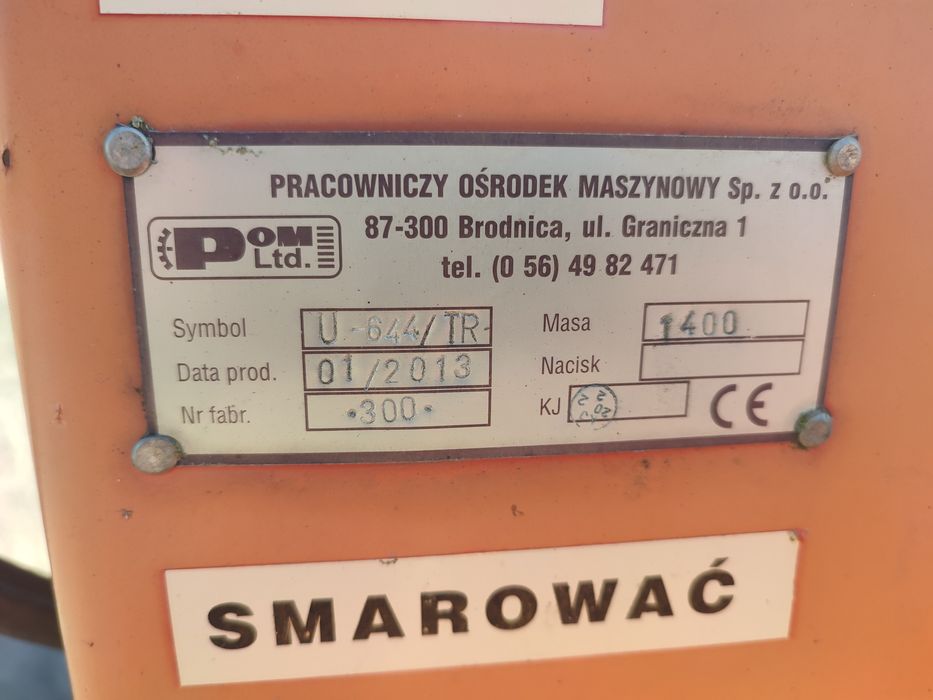 PRACOWNICZY OŚRODEK MASZYNOWY Sp. z o.o.
POM Ltd.
87-300 Brodnica, ul. Graniczna 1
tel. (0 56) 49 82 471
Symbol U-644/TR-
Masa 1400
Data prod. 01/2013
Nacisk
Nr fabr. •300•
KJ
CE
SMAROWAĆ